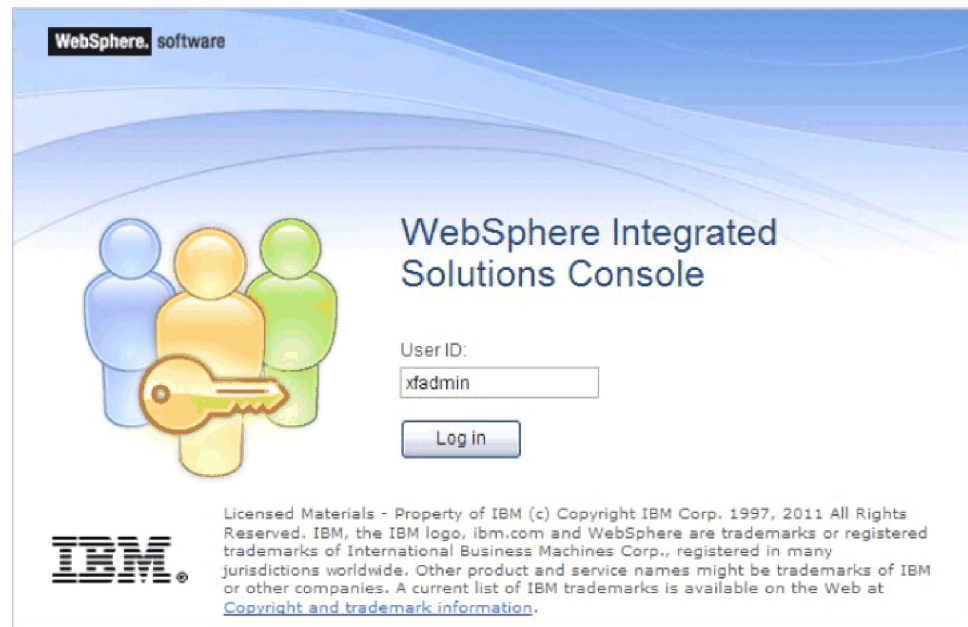 WebSphere. software
WebSphere Integrated
Solutions Console
User ID:
xfadmin
Log in
Licensed Materials - Property of IBM (c) Copyright IBM Corp. 1997, 2011 All Rights
Reserved. IBM, the IBM logo, ibm.com and WebSphere are trademarks or registered
trademarks of International Business Machines Corp., registered in many
jurisdictions worldwide. Other product and service names might be trademarks of IBM
or other companies. A current list of IBM trademarks is available on the Web at
Copyright and trademark information.
IBM®